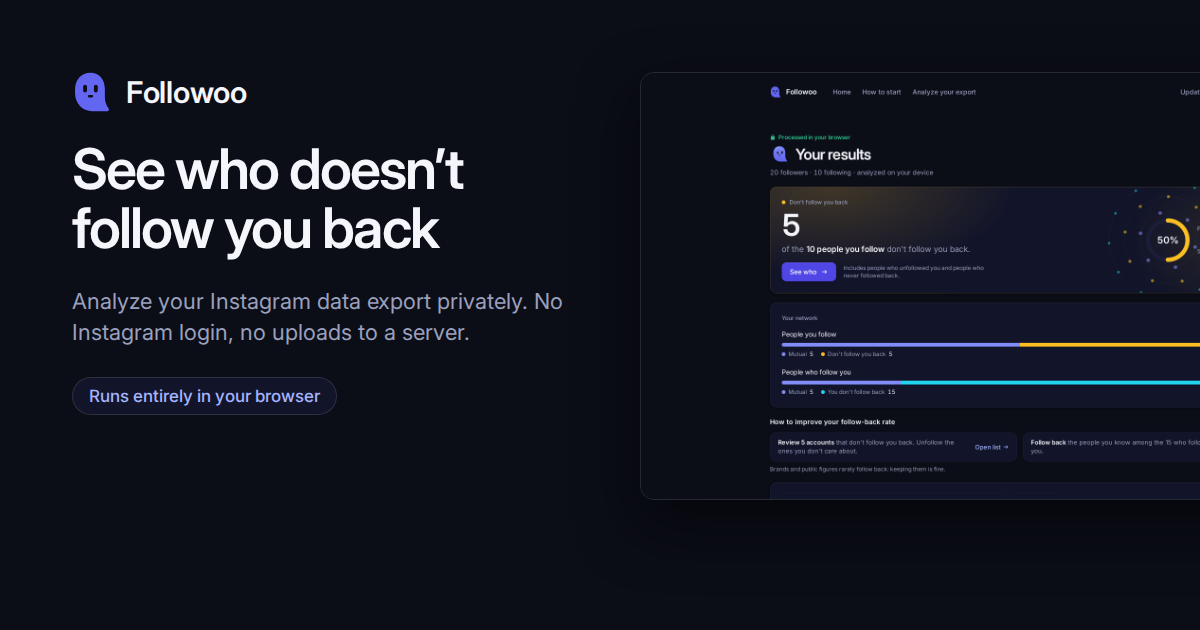 Followoo
See who doesn’t
follow you back
Analyze your Instagram data export privately. No
Instagram login, no uploads to a server.
Runs entirely in your browser
Followoo Home How to start Analyze your export
Processed in your browser
Your results
20 followers · 10 following · analyzed on your device
Don't follow you back
5
of the 10 people you follow don't follow you back.
See who →
Includes people who unfollowed you and people who
never followed back.
50%
Your network
People you follow
Mutual 5 Don't follow you back 5
People who follow you
Mutual 5 You don't follow back 15
How to improve your follow-back rate
Review 5 accounts that don't follow you back. Unfollow the
ones you don't care about.
Open list →
Follow back the people you know among the 15 who
you.
Brands and public figures rarely follow back: keeping them is fine.